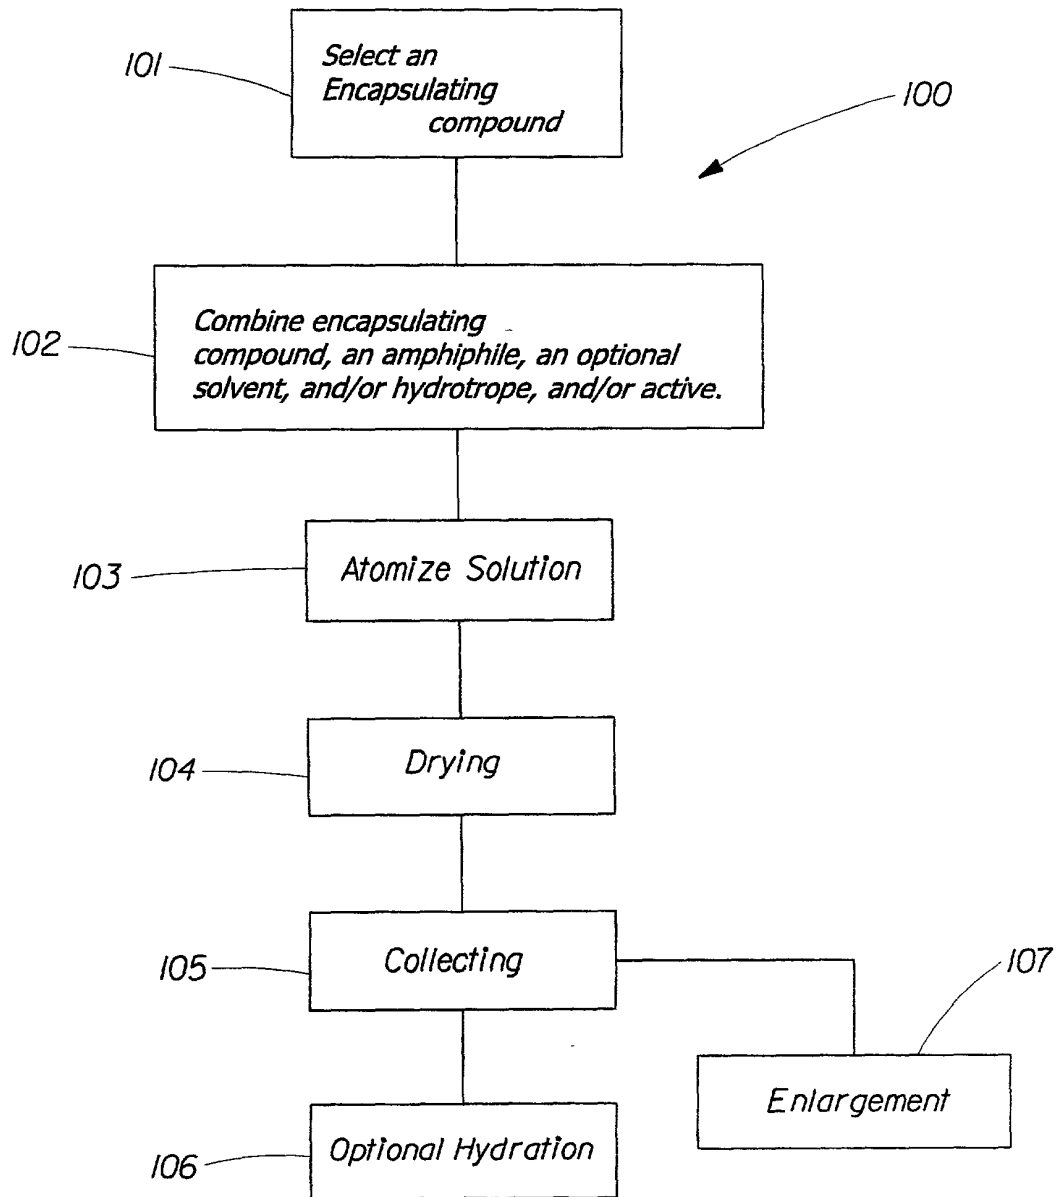 101
Select an
Encapsulating
compound
100
102
Combine encapsulating
compound, an amphiphile, an optional
solvent, and/or hydrotrope, and/or active.
103
Atomize Solution
104
Drying
105
Collecting
107
Enlargement
106
Optional Hydration